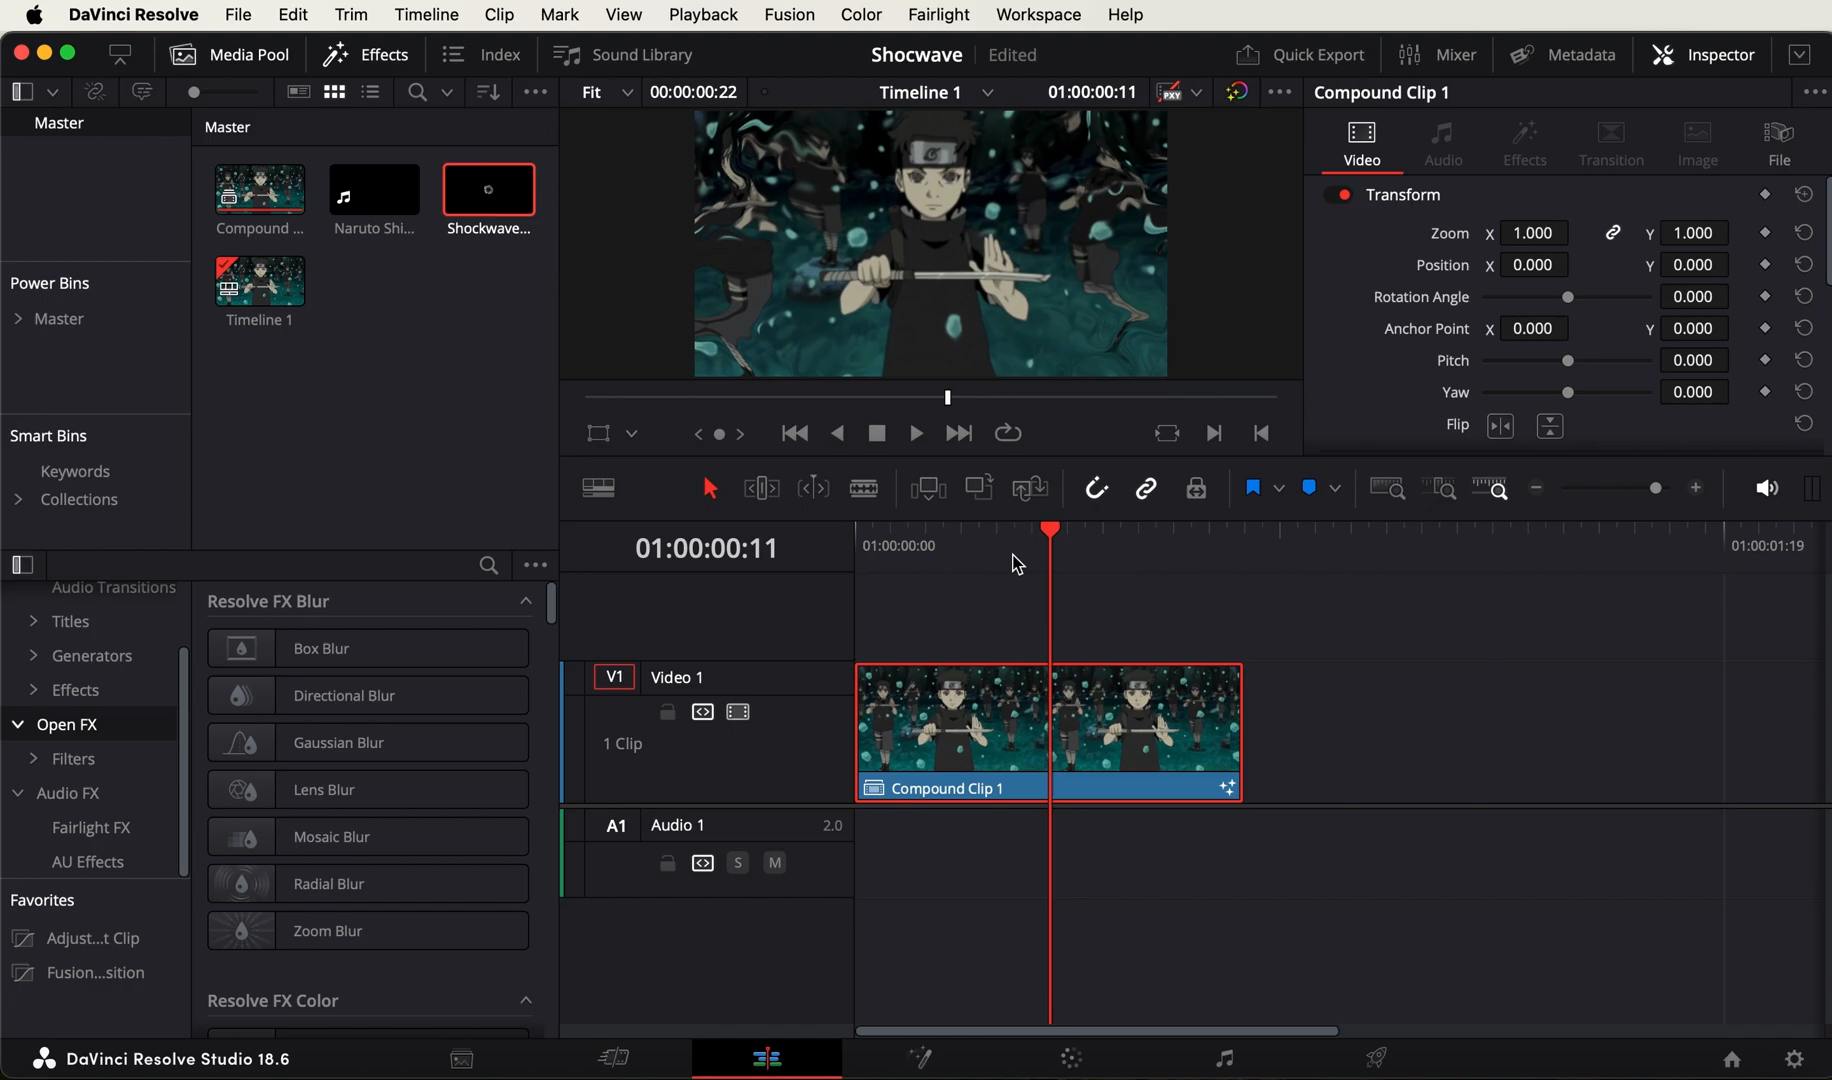 DaVinci Resolve File Edit Trim Timeline Clip Mark View Playback Fusion Color Fairlight Workspace Help
Media Pool Effects Index Sound Library Shocwave Edited Quick Export Mixer Metadata Inspector
Fit 00:00:00:22 Timeline 1 01:00:00:11 PXY Compound Clip 1
Master
Master
Compound ... Naruto Shi... Shockwave...
Timeline 1
Power Bins
Master
Smart Bins
Keywords
Collections
Video Audio Effects Transition Image File
Transform
Zoom X 1.000 Y 1.000
Position X 0.000 Y 0.000
Rotation Angle 0.000
Anchor Point X 0.000 Y 0.000
Pitch 0.000
Yaw 0.000
Flip
Audio Transitions
Titles
Generators
Effects
Open FX
Filters
Audio FX
Fairlight FX
AU Effects
Favorites
Adjust...t Clip
Fusion...sition
Resolve FX Blur
Box Blur
Directional Blur
Gaussian Blur
Lens Blur
Mosaic Blur
Radial Blur
Zoom Blur
Resolve FX Color
01:00:00:11
01:00:00:00 01:00:01:19
V1 Video 1
1 Clip
Compound Clip 1
A1 Audio 1 2.0
S M
DaVinci Resolve Studio 18.6